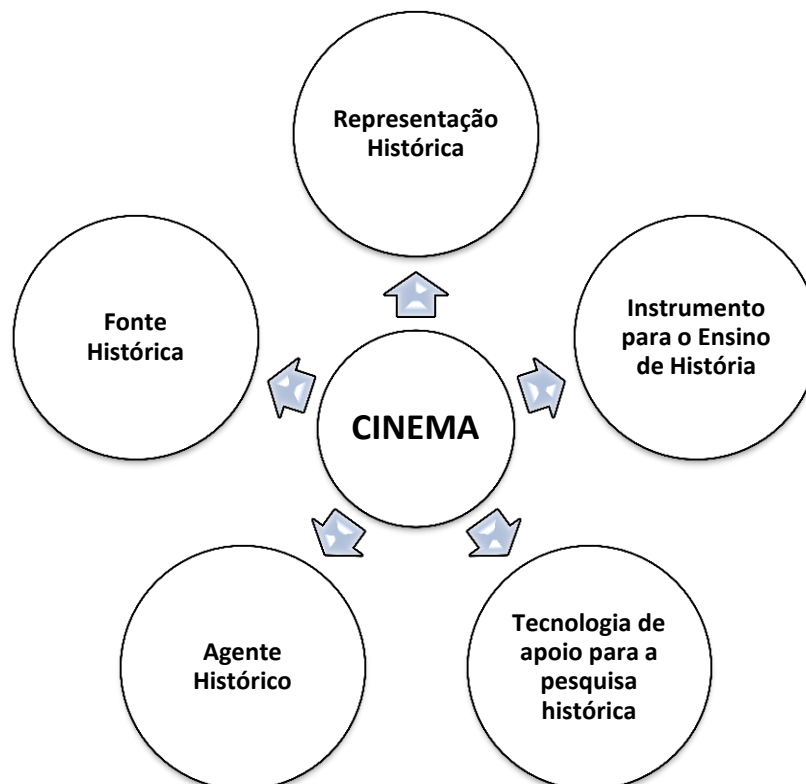 Representação
Histórica
Fonte
Histórica
Instrumento
para o Ensino
de História
CINEMA
Agente
Histórico
Tecnologia de
apoio para a
pesquisa
histórica